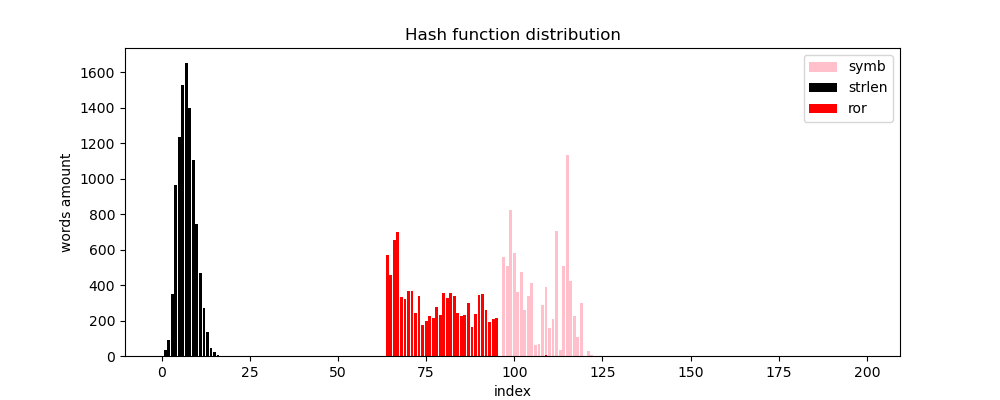 Hash function distribution
words amount
1600
1400
1200
1000
800
600
400
200
0
symb
strlen
ror
0 25 50 75 100 125 150 175 200
index